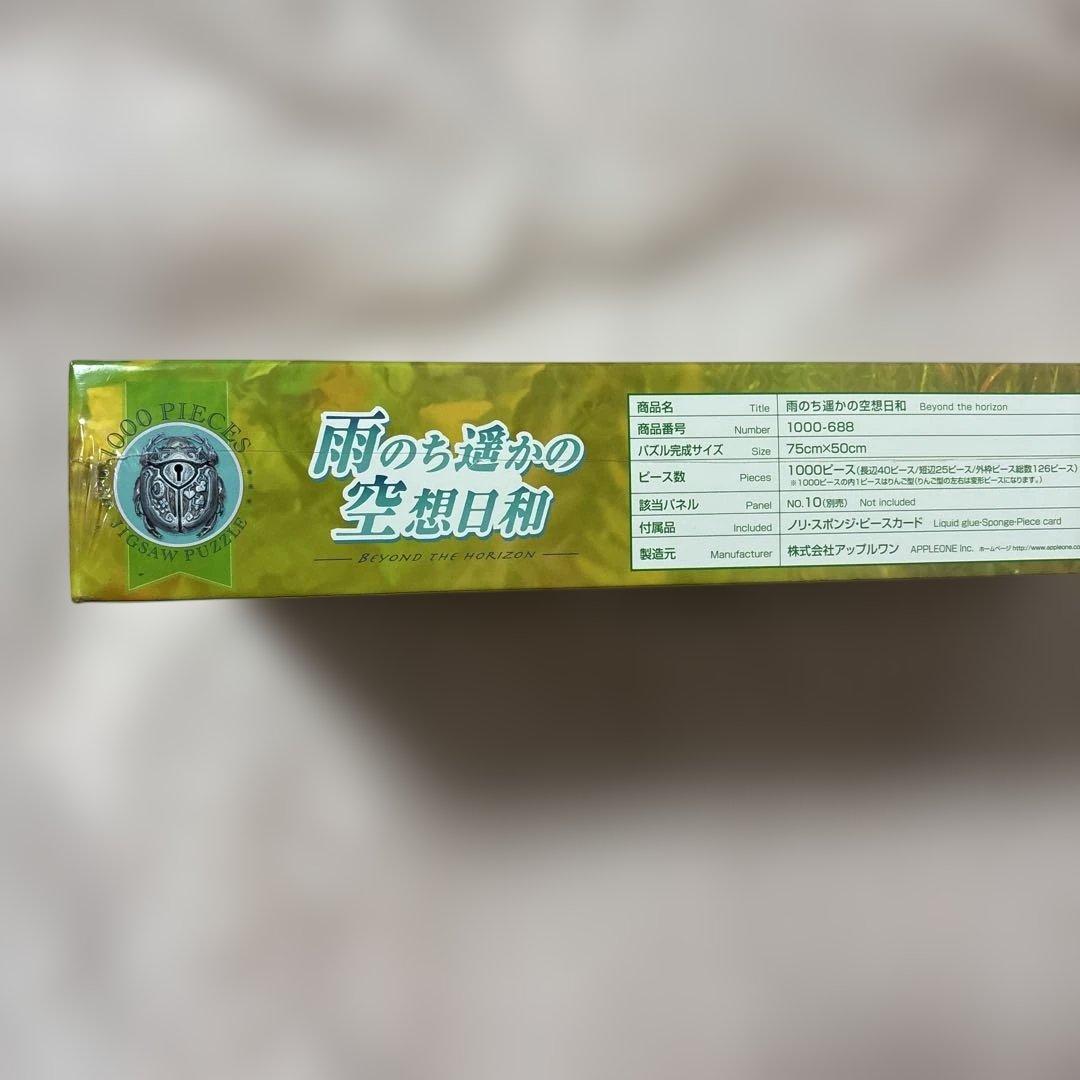 1000 PIECES
JIGSAW PUZZLE
雨のち遥かの
空想日和
BEYOND THE HORIZON
商品名 Title 雨のち遥かの空想日和 Beyond the horizon
商品番号 Number 1000-688
パズル完成サイズ Size 75cm×50cm
ピース数 Pieces 1000ピース(長辺40ピース/短辺25ピース/外枠ピース総数126ピース)
※1000ピースの内1ピースはりんご型(りんご型の左右は変形ピースになります。)
該当パネル Panel NO.10(別売) Not included
付属品 Included ノリ・スポンジ・ピースカード Liquid glue·Sponge·Piece card
製造元 Manufacturer 株式会社アップルワン APPLEONE Inc. ホームページ http://www.appleone.co